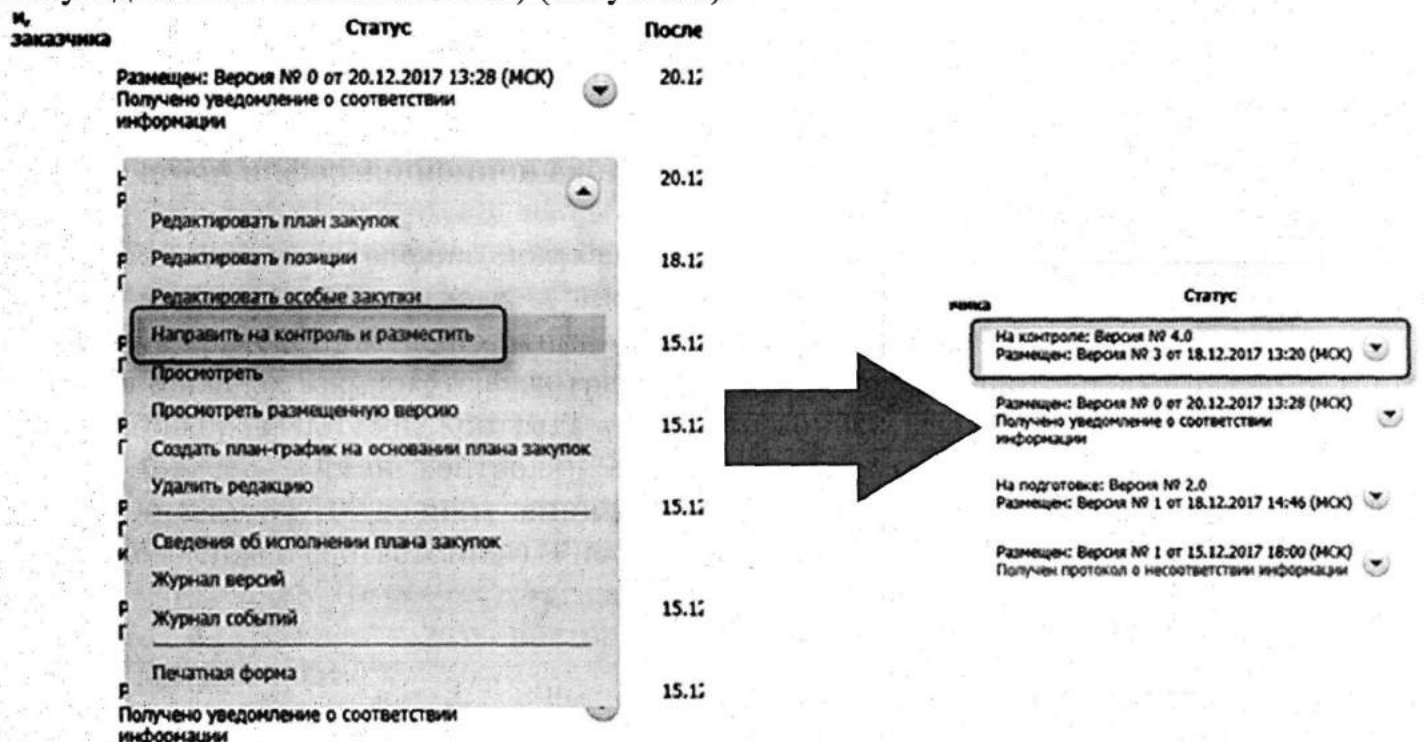 и,
заказчика
Статус
После
Размещен: Версия № 0 от 20.12.2017 13:28 (МСК)
Получено уведомление о соответствии
информации
20.12
20.12
Редактировать план закупок
Редактировать позиции
18.12
Редактировать особые закупки
Направить на контроль и разместить
15.12
Просмотреть
Просмотреть размещенную версию
15.12
Создать план-график на основании плана закупок
Удалить редакцию
15.12
Сведения об исполнении плана закупок
Журнал версий
15.12
Журнал событий
Печатная форма
15.12
Получено уведомление о соответствии
информации
чика
Статус
На контроле: Версия № 4.0
Размещен: Версия № 3 от 18.12.2017 13:20 (МСК)
Размещен: Версия № 0 от 20.12.2017 13:28 (МСК)
Получено уведомление о соответствии
информации
На подготовке: Версия № 2.0
Размещен: Версия № 1 от 18.12.2017 14:46 (МСК)
Размещен: Версия № 1 от 15.12.2017 18:00 (МСК)
Получен протокол о несоответствии информации